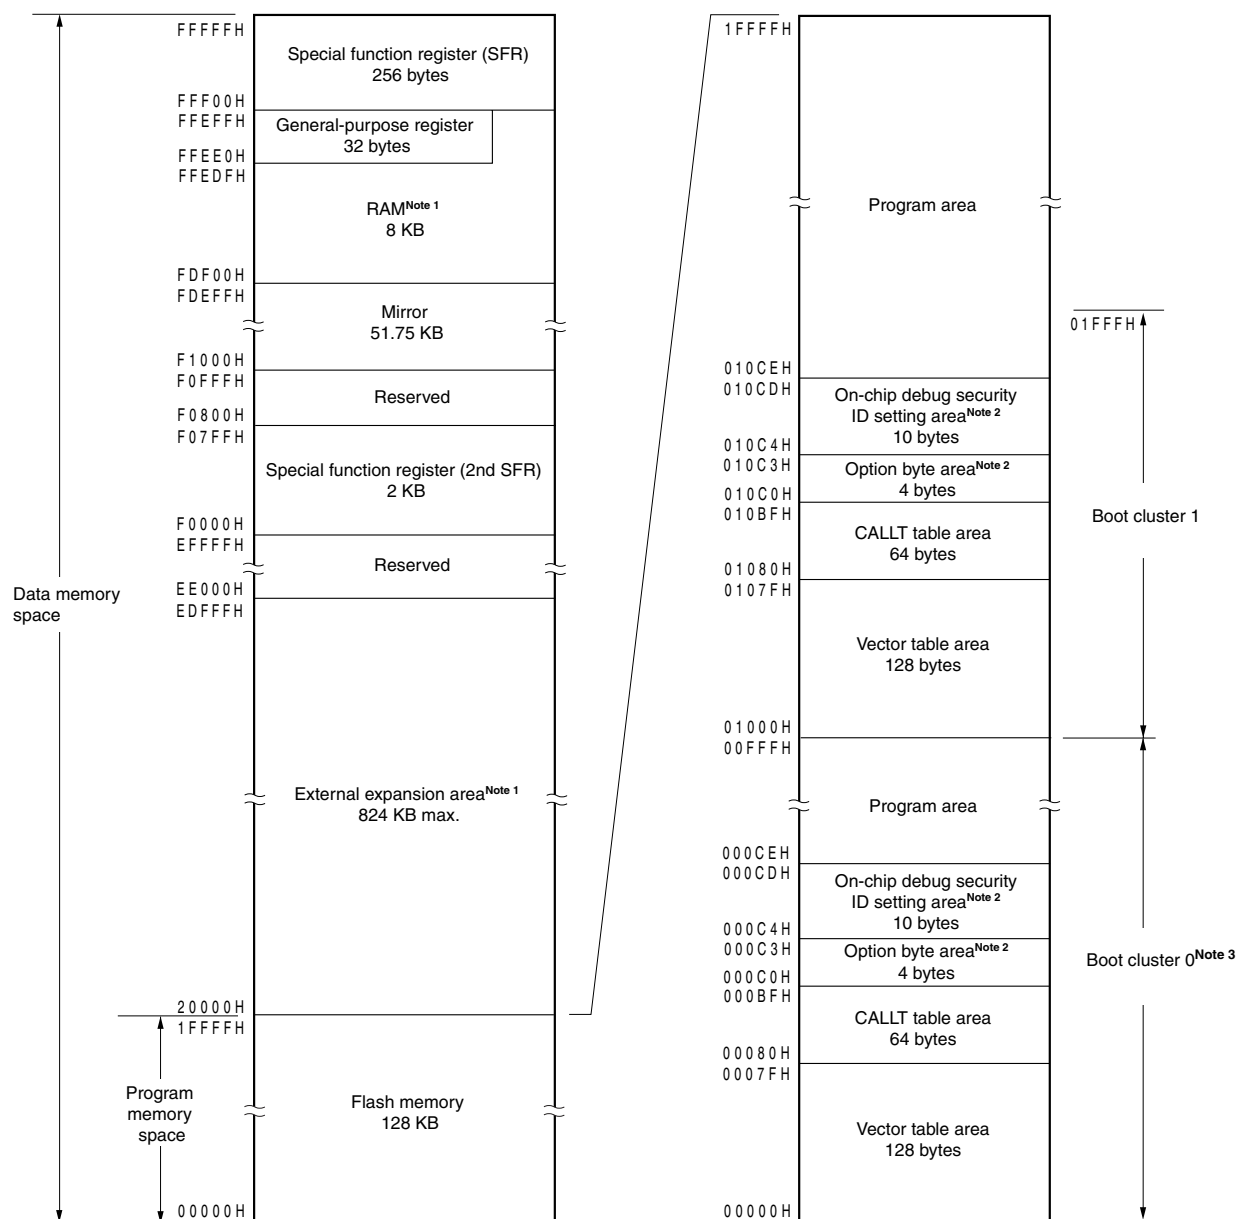 FFFFFH
Special function register (SFR)
256 bytes
FFF00H
FFEFFH
General-purpose register
32 bytes
FFEE0H
FFEDFH
RAMNote 1
8 KB
FDF00H
FDEFFH
Mirror
51.75 KB
F1000H
F0FFFH
Reserved
F0800H
F07FFH
Special function register (2nd SFR)
2 KB
F0000H
EFFFFH
Reserved
EE000H
EDFFFH
Data memory
space
External expansion areaNote 1
824 KB max.
20000H
1FFFFH
Program
memory
space
Flash memory
128 KB
00000H
1FFFFH
Program area
01FFFH
010CEH
010CDH
On-chip debug security
ID setting areaNote 2
10 bytes
010C4H
010C3H
Option byte areaNote 2
4 bytes
010C0H
010BFH
Boot cluster 1
CALLT table area
64 bytes
01080H
0107FH
Vector table area
128 bytes
01000H
00FFFH
Program area
000CEH
000CDH
On-chip debug security
ID setting areaNote 2
10 bytes
000C4H
000C3H
Option byte areaNote 2
4 bytes
Boot cluster 0Note 3
000C0H
000BFH
CALLT table area
64 bytes
00080H
0007FH
Vector table area
128 bytes
00000H